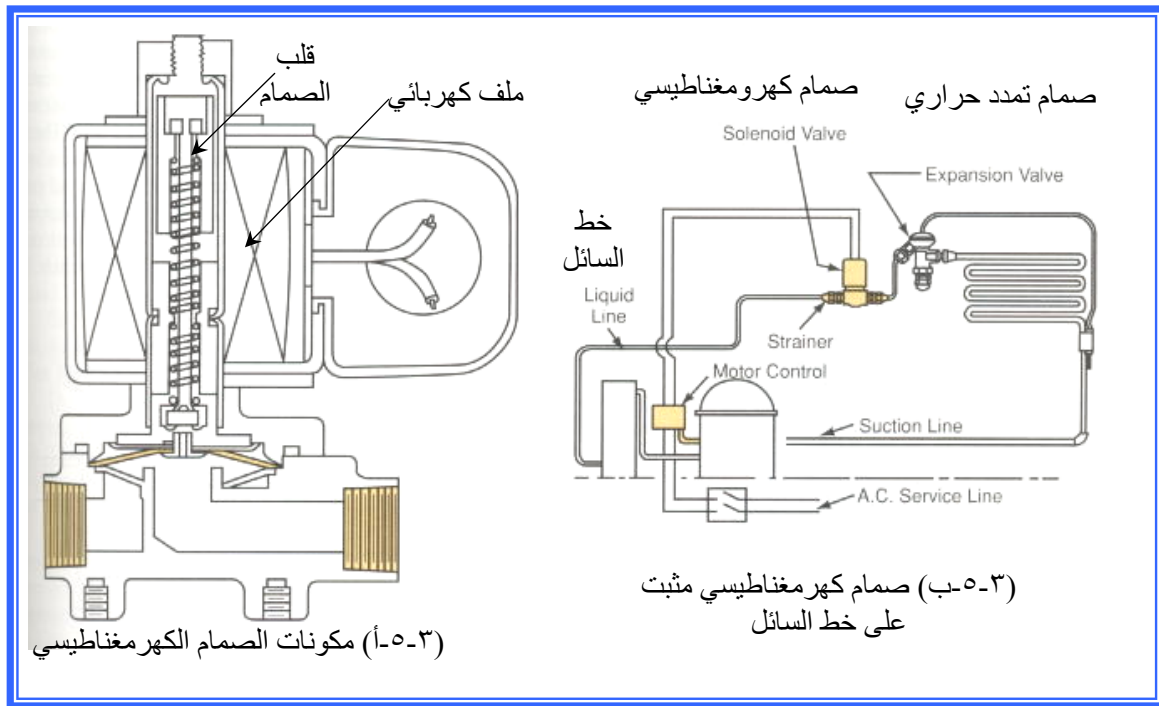 قلب
الصمام
ملف كهربائي
(٣-٥-أ) مكونات الصمام الكهرمغناطيسي
صمام كهرومغناطيسي
صمام تمدد حراري
Solenoid Valve
Expansion Valve
خط
السائل
Liquid
Line
Strainer
Motor Control
Suction Line
A.C. Service Line
(٣-٥-ب) صمام كهرمغناطيسي مثبت
على خط السائل